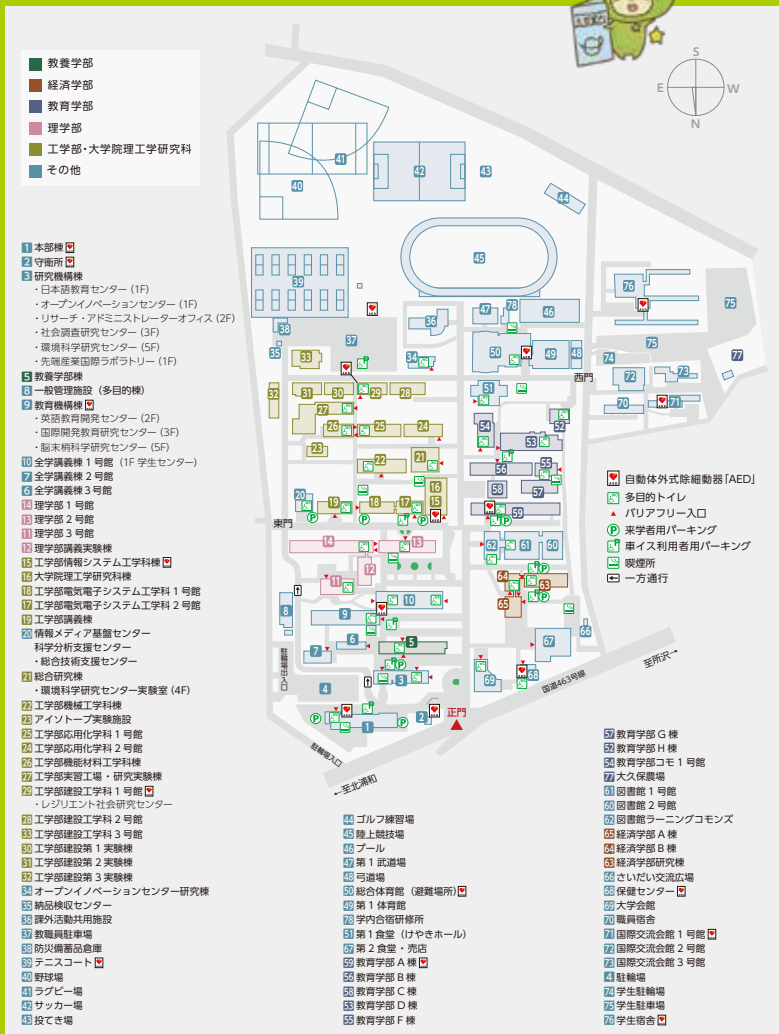 教養学部
経済学部
教育学部
理学部
工学部・大学院理工学研究科
その他
S
E
W
N
1 本部棟
2 守衛所
3 研究機構棟
・日本語教育センター (1F)
・オープンイノベーションセンター (1F)
・リサーチ・アドミニストレーターオフィス (2F)
・社会調査研究センター (3F)
・環境科学研究センター (5F)
・先端産業国際ラボラトリー (1F)
5 教養学部棟
8 一般管理施設（多目的棟）
9 教育機構棟
・英語教育開発センター (2F)
・国際開発教育研究センター (3F)
・脳末梢科学研究センター (5F)
10 全学講義棟１号館 (1F 学生センター)
7 全学講義棟２号館
6 全学講義棟３号館
14 理学部１号館
13 理学部２号館
11 理学部３号館
12 理学部講義実験棟
15 工学部情報システム工学科棟
16 大学院理工学研究科棟
18 工学部電気電子システム工学科１号館
17 工学部電気電子システム工学科２号館
19 工学部講義棟
20 情報メディア基盤センター
科学分析支援センター
・総合技術支援センター
21 総合研究棟
・環境科学研究センター実験室 (4F)
22 工学部機械工学科棟
23 アイソトープ実験施設
25 工学部応用化学科１号館
24 工学部応用化学科２号館
26 工学部機能材料工学科棟
27 工学部実習工場・研究実験棟
29 工学部建設工学科１号館
・レジリエント社会研究センター
28 工学部建設工学科２号館
33 工学部建設工学科３号館
30 工学部建設第１実験棟
31 工学部建設第２実験棟
32 工学部建設第３実験棟
34 オープンイノベーションセンター研究棟
35 納品検収センター
36 課外活動共用施設
37 教職員駐車場
38 防災備蓄品倉庫
39 テニスコート
40 野球場
41 ラグビー場
42 サッカー場
43 投てき場
44 ゴルフ練習場
45 陸上競技場
46 プール
47 第１武道場
48 弓道場
50 総合体育館（避難場所）
49 第１体育館
78 学内合宿研修所
51 第１食堂（けやきホール）
67 第２食堂・売店
59 教育学部 A 棟
56 教育学部 B 棟
58 教育学部 C 棟
53 教育学部 D 棟
55 教育学部 F 棟
57 教育学部 G 棟
52 教育学部 H 棟
54 教育学部コモ１号館
77 大久保農場
61 図書館１号館
60 図書館２号館
62 図書館ラーニングコモンズ
65 経済学部 A 棟
64 経済学部 B 棟
63 経済学部研究棟
66 さいだい交流広場
68 保健センター
69 大学会館
70 職員宿舎
71 国際交流会館１号館
72 国際交流会館２号館
73 国際交流会館３号館
4 駐輪場
74 学生駐輪場
75 学生駐車場
76 学生宿舎
自動体外式除細動器「AED」
多目的トイレ
バリアフリー入口
P 来学者用パーキング
車イス利用者用パーキング
喫煙所
一方通行
西門
東門
正門
駐輪場出入口
駐輪場入口
←至北浦和
国道463号線
至所沢→